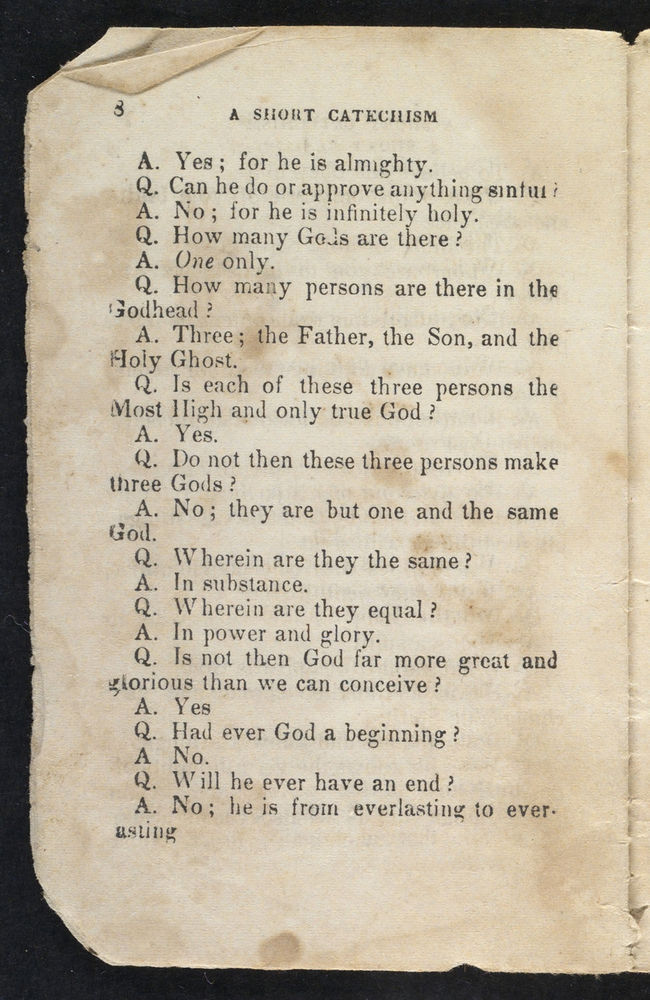 8 A SHORT CATECHISM
A. Yes; for he is almighty.
Q. Can he do or approve anything sinful?
A. No; for he is infinitely holy.
Q. How many Gods are there?
A. One only.
Q. How many persons are there in the
Godhead?
A. Three; the Father, the Son, and the
Holy Ghost.
Q. Is each of these three persons the
Most High and only true God?
A. Yes.
Q. Do not then these three persons make
three Gods?
A. No; they are but one and the same
God.
Q. Wherein are they the same?
A. In substance.
Q. Wherein are they equal?
A. In power and glory.
Q. Is not then God far more great and
glorious than we can conceive?
A. Yes
Q. Had ever God a beginning?
A No.
Q. Will he ever have an end?
A. No; he is from everlasting to ever-
asting